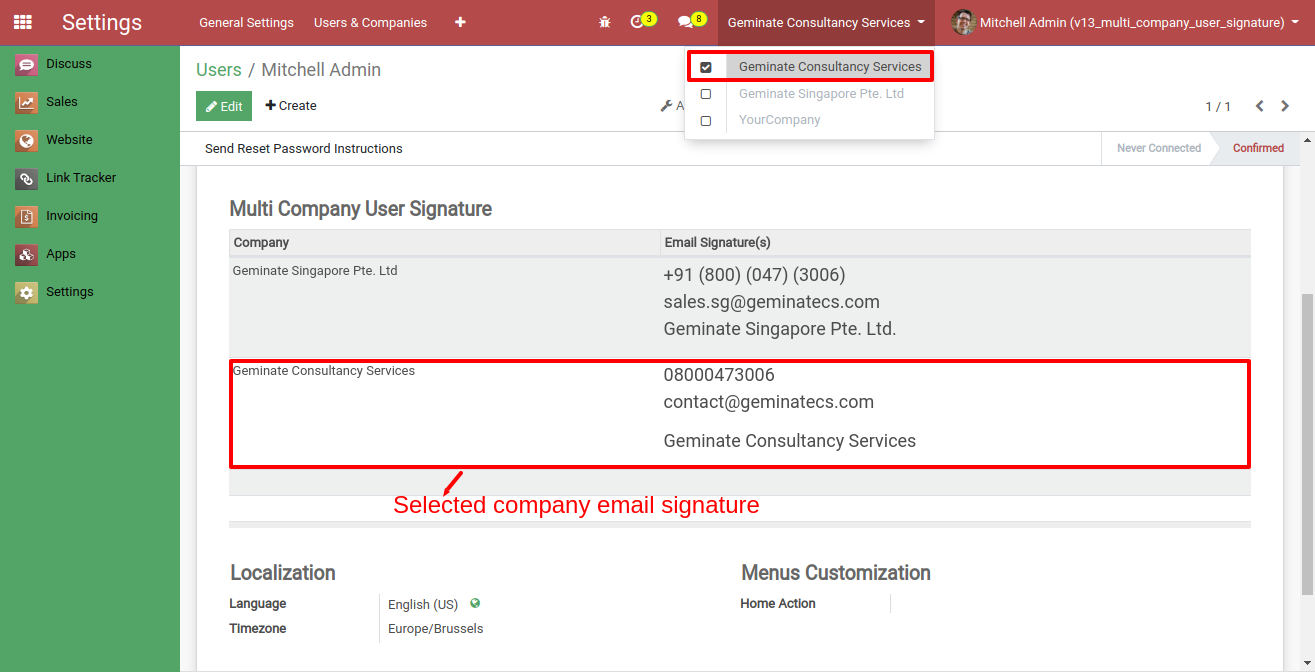 Settings
General Settings
Users & Companies
3
8
Geminate Consultancy Services
Mitchell Admin (v13_multi_company_user_signature)
Discuss
Sales
Website
Link Tracker
Invoicing
Apps
Settings
Users / Mitchell Admin
Edit
Create
A
1 / 1
Geminate Consultancy Services
Geminate Singapore Pte. Ltd
YourCompany
Send Reset Password Instructions
Never Connected
Confirmed
Multi Company User Signature
Company
Email Signature(s)
Geminate Singapore Pte. Ltd
+91 (800) (047) (3006)
sales.sg@geminatecs.com
Geminate Singapore Pte. Ltd.
Geminate Consultancy Services
08000473006
contact@geminatecs.com
Geminate Consultancy Services
Selected company email signature
Localization
Language
English (US)
Timezone
Europe/Brussels
Menus Customization
Home Action